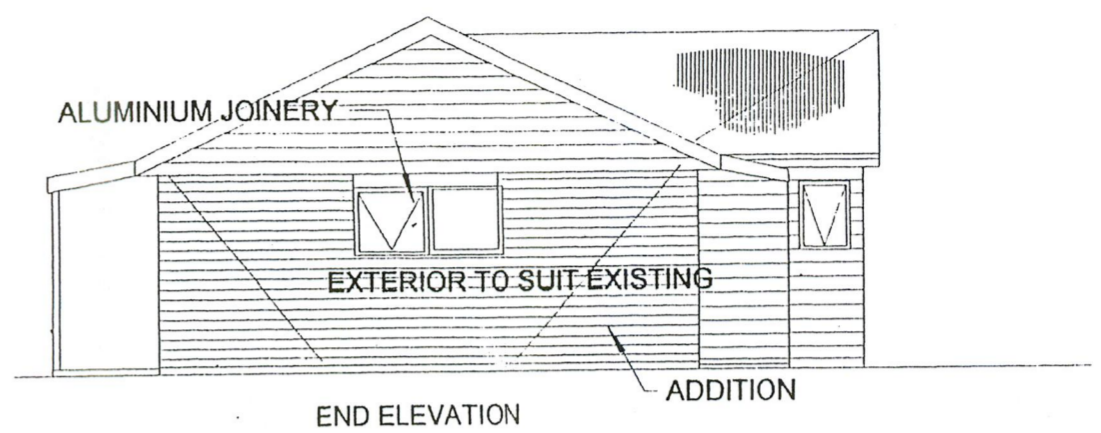 ALUMINIUM JOINERY
EXTERIOR TO SUIT EXISTING
ADDITION
END ELEVATION